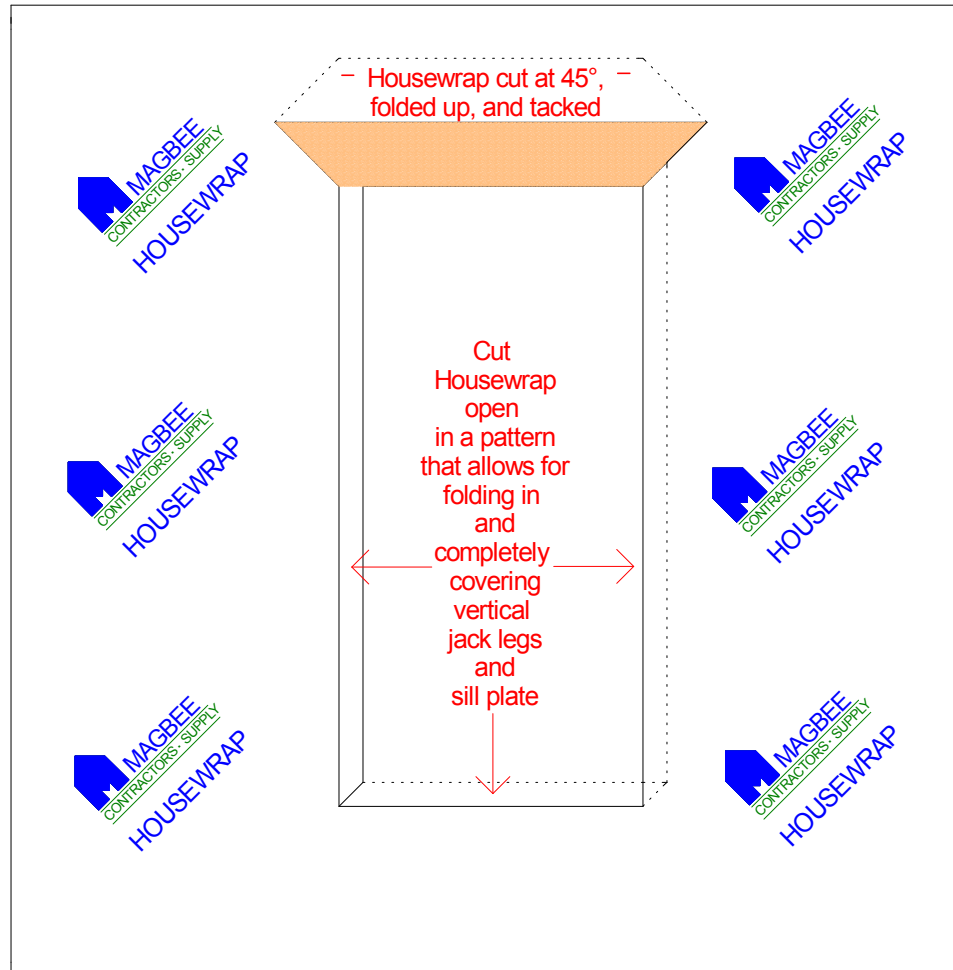 Housewrap cut at 45°,
folded up, and tacked
MAGBEE
CONTRACTORS · SUPPLY
HOUSEWRAP
MAGBEE
CONTRACTORS · SUPPLY
HOUSEWRAP
Cut
Housewrap
open
in a pattern
that allows for
folding in
and
completely
covering
vertical
jack legs
and
sill plate
MAGBEE
CONTRACTORS · SUPPLY
HOUSEWRAP
MAGBEE
CONTRACTORS · SUPPLY
HOUSEWRAP
MAGBEE
CONTRACTORS · SUPPLY
HOUSEWRAP
MAGBEE
CONTRACTORS · SUPPLY
HOUSEWRAP